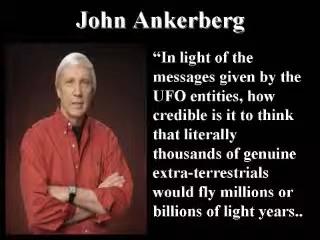 John Ankerberg
“In light of the
messages given by the
UFO entities, how
credible is it to think
that literally
thousands of genuine
extra-terrestrials
would fly millions or
billions of light years..